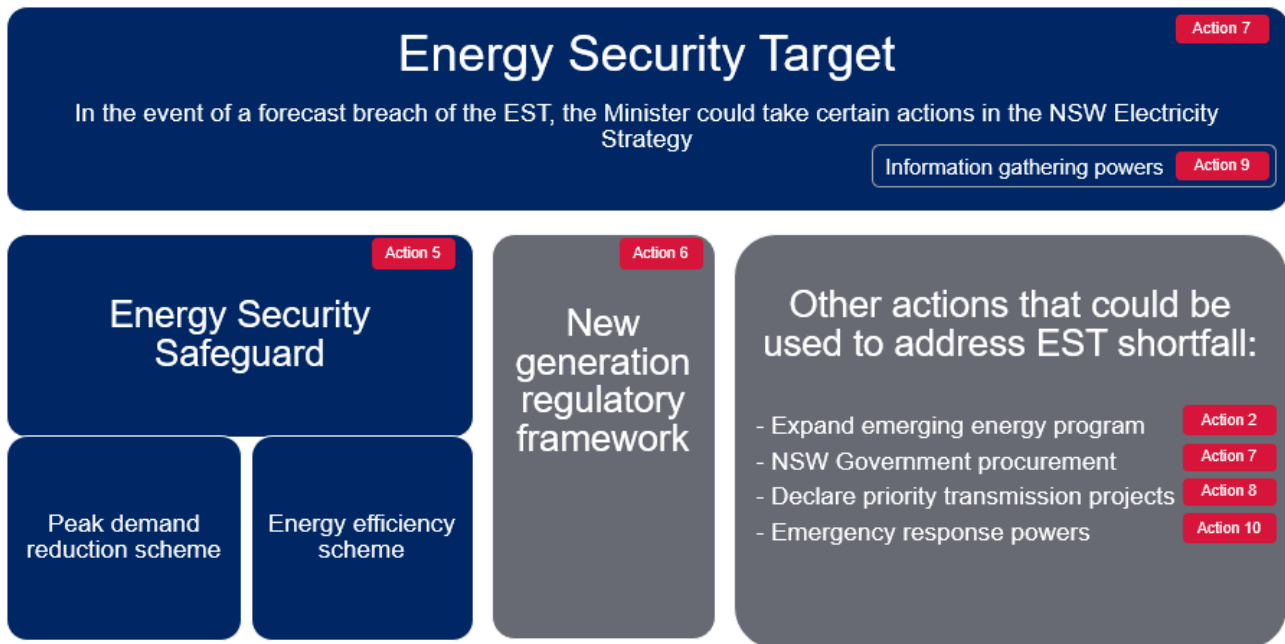 Action 7
Energy Security Target
In the event of a forecast breach of the EST, the Minister could take certain actions in the NSW Electricity
Strategy
Information gathering powers
Action 9
Action 5
Energy Security
Safeguard
Peak demand
reduction scheme
Energy efficiency
scheme
Action 6
New
generation
regulatory
framework
Other actions that could be
used to address EST shortfall:
- Expand emerging energy program
Action 2
- NSW Government procurement
Action 7
- Declare priority transmission projects
Action 8
- Emergency response powers
Action 10